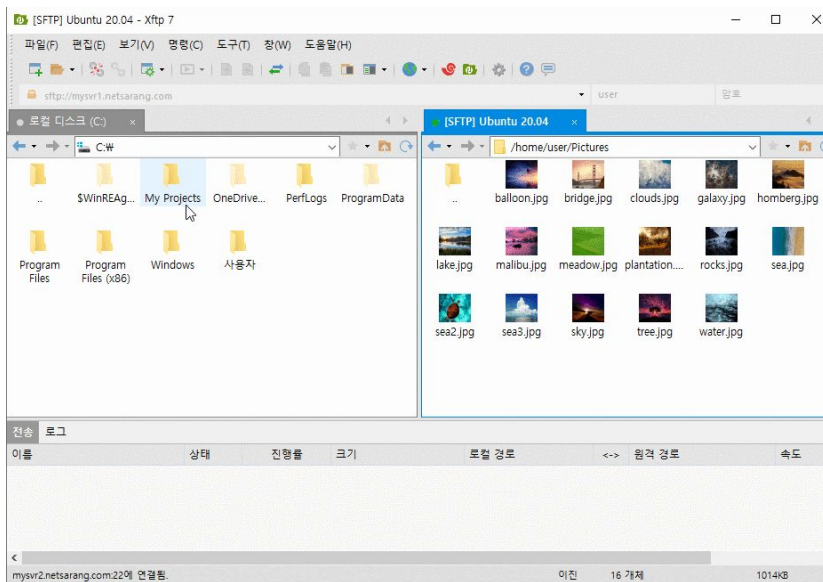 [SFTP] Ubuntu 20.04 - Xftp 7
파일(F) 편집(E) 보기(V) 명령(C) 도구(T) 창(W) 도움말(H)
sftp://mysvr1.netsarang.com user 암호
로컬 디스크 (C:) [SFTP] Ubuntu 20.04
C:₩ /home/user/Pictures
.. $WinREAg... My Projects OneDrive... PerfLogs ProgramData
.. balloon.jpg bridge.jpg clouds.jpg galaxy.jpg homberg.jpg
Program Files Program Files (x86) Windows 사용자
lake.jpg malibu.jpg meadow.jpg plantation.... rocks.jpg sea.jpg
sea2.jpg sea3.jpg sky.jpg tree.jpg water.jpg
전송 로그
이름 상태 진행률 크기 로컬 경로 <-> 원격 경로 속도
mysvr2.netsarang.com:22에 연결됨. 이진 16 개체 1014KB